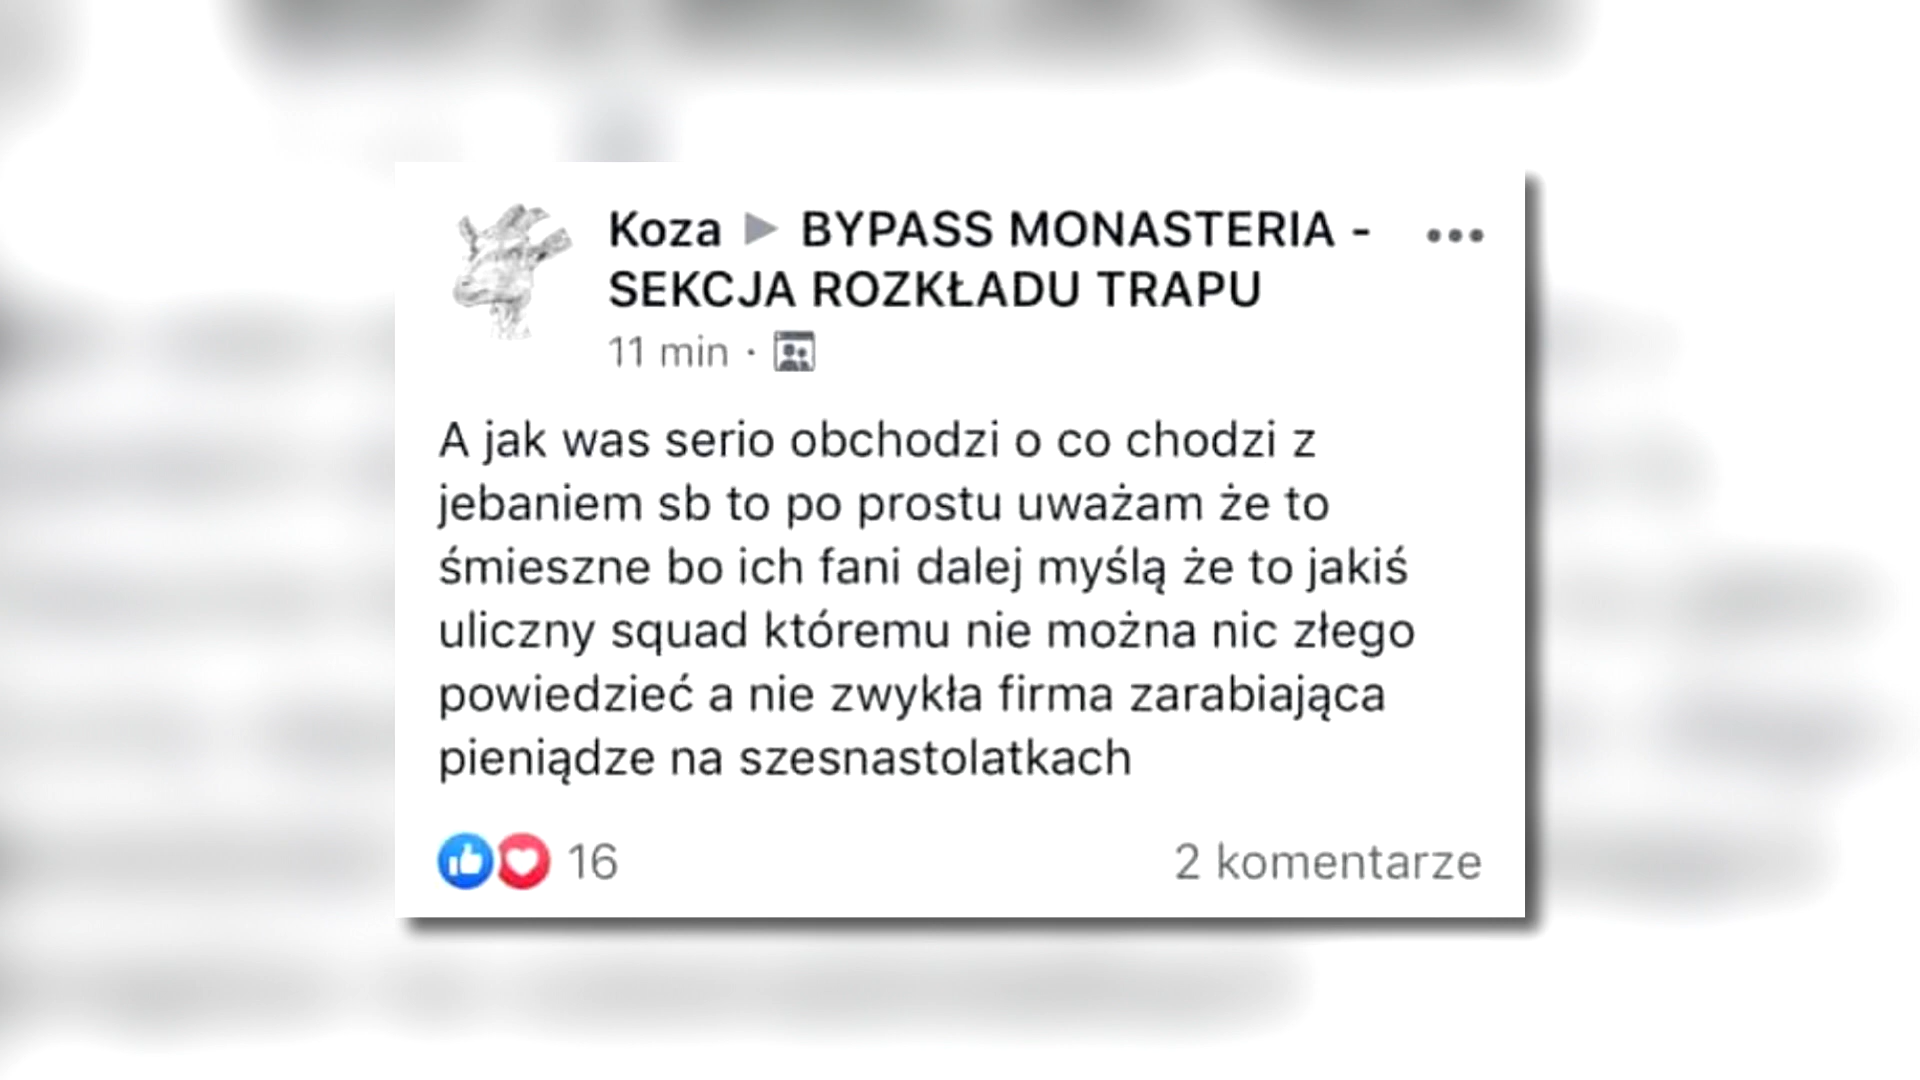 Koza ▶ BYPASS MONASTERIA -
SEKCJA ROZKŁADU TRAPU
11 min ·
A jak was serio obchodzi o co chodzi z
jebaniem sb to po prostu uważam że to
śmieszne bo ich fani dalej myślą że to jakiś
uliczny squad któremu nie można nic złego
powiedzieć a nie zwykła firma zarabiająca
pieniądze na szesnastolatkach
16
2 komentarze